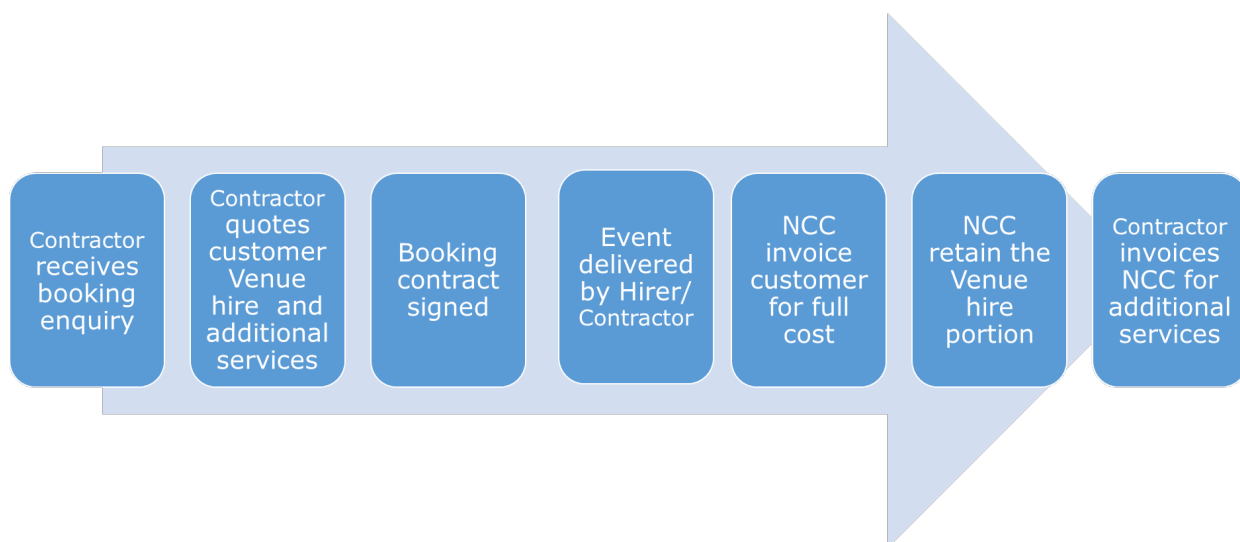 Contractor
receives
booking
enquiry
Contractor
quotes
customer
Venue
hire  and
additional
services
Booking
contract
signed
Event
delivered
by Hirer/
Contractor
NCC
invoice
customer
for full
cost
NCC
retain the
Venue
hire
portion
Contractor
invoices
NCC for
additional
services